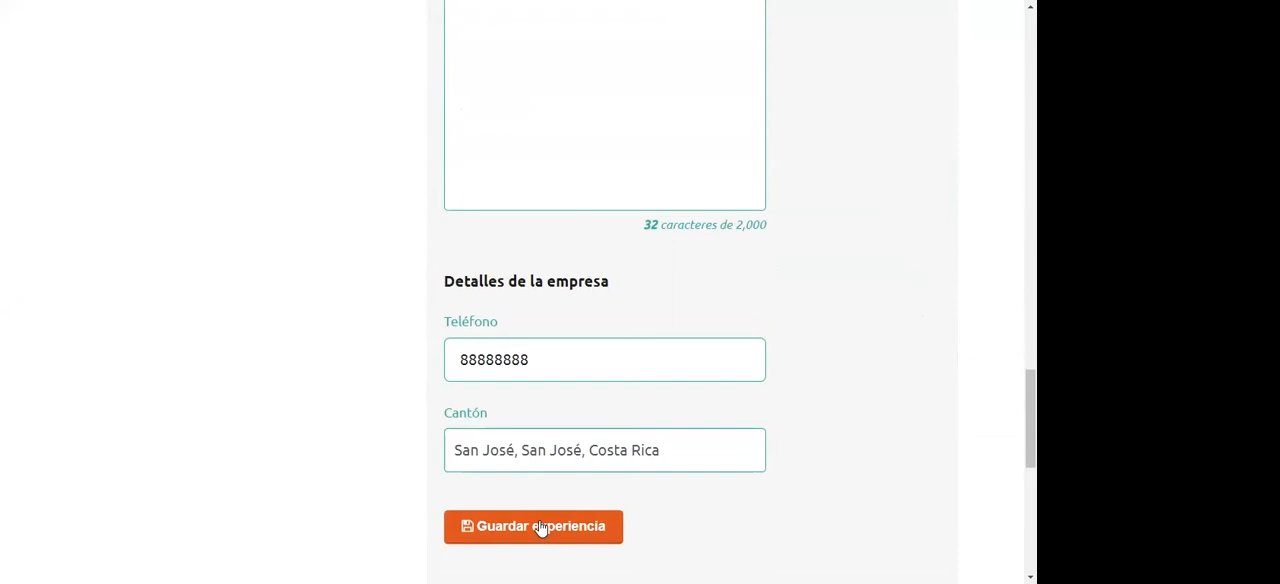 32 caracteres de 2,000
Detalles de la empresa
Teléfono
88888888
Cantón
San José, San José, Costa Rica
Guardar experiencia